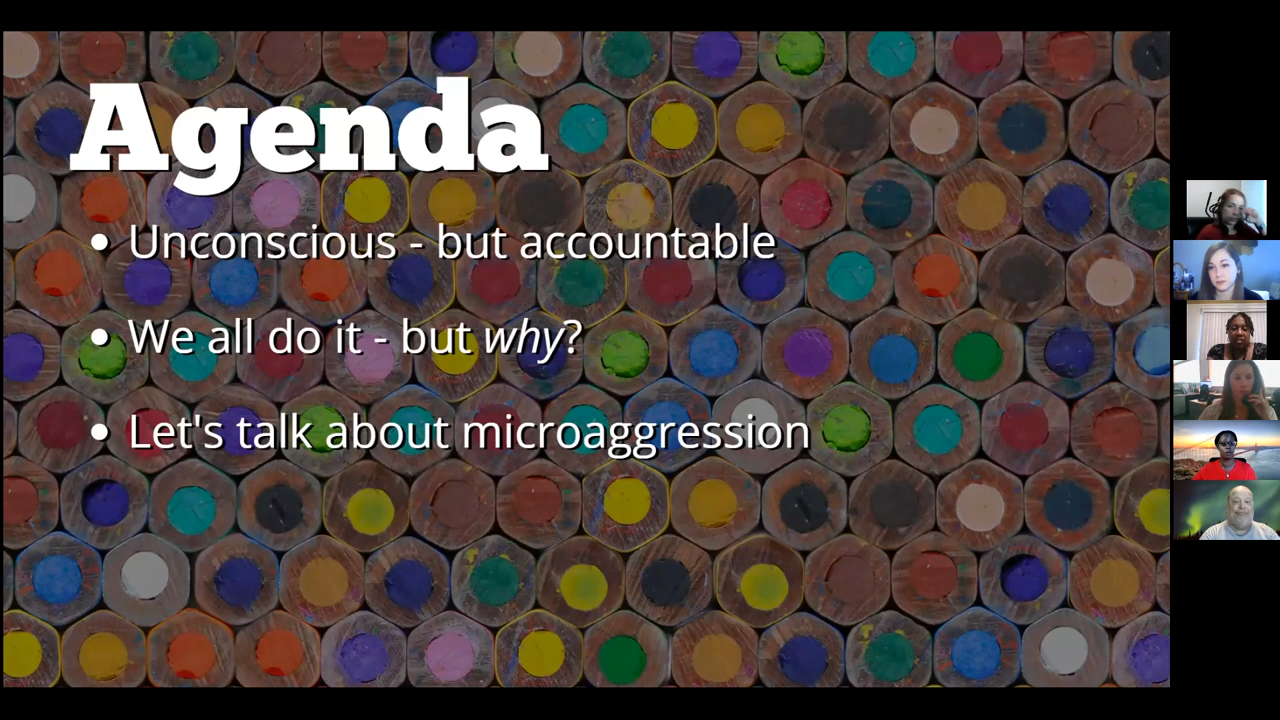 Agenda
• Unconscious - but accountable
• We all do it - but why?
• Let's talk about microaggression